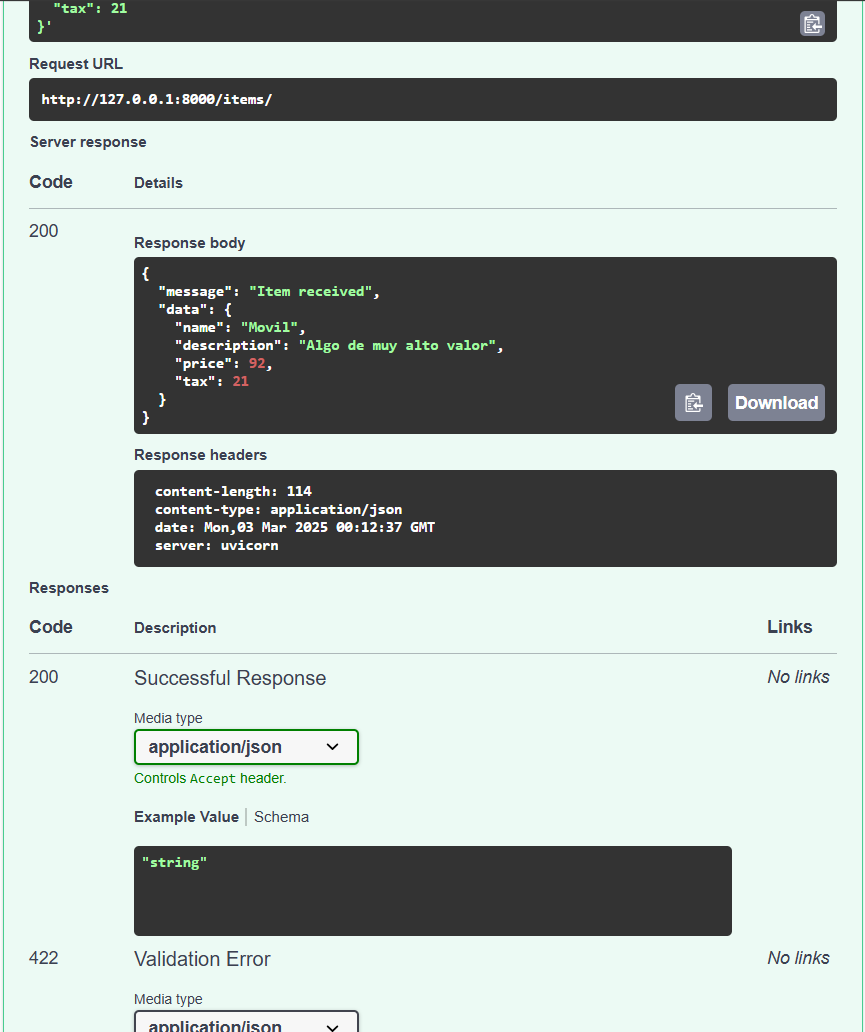 "tax": 21
}'
Request URL
http://127.0.0.1:8000/items/
Server response
Code Details
200
Response body
{
"message": "Item received",
"data": {
"name": "Movil",
"description": "Algo de muy alto valor",
"price": 92,
"tax": 21
}
Download
}
Response headers
content-length: 114
content-type: application/json
date: Mon,03 Mar 2025 00:12:37 GMT
server: uvicorn
Responses
Code Description Links
200 Successful Response No links
Media type
application/json
Controls Accept header.
Example Value Schema
"string"
422 Validation Error No links
Media type
application/json